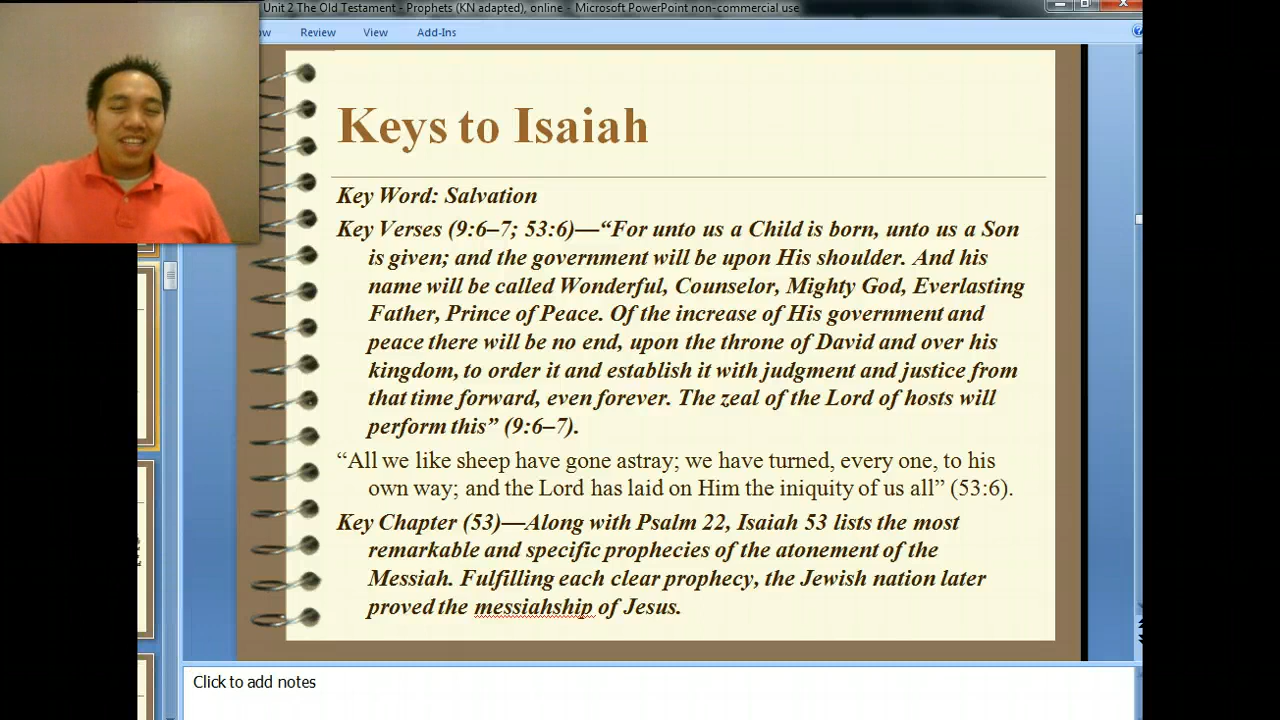 Unit 2 The Old Testament - Prophets (KN adapted), online - Microsoft PowerPoint non-commercial use
Review View Add-Ins
Keys to Isaiah
Key Word: Salvation
Key Verses (9:6–7; 53:6)—“For unto us a Child is born, unto us a Son
is given; and the government will be upon His shoulder. And his
name will be called Wonderful, Counselor, Mighty God, Everlasting
Father, Prince of Peace. Of the increase of His government and
peace there will be no end, upon the throne of David and over his
kingdom, to order it and establish it with judgment and justice from
that time forward, even forever. The zeal of the Lord of hosts will
perform this” (9:6–7).
“All we like sheep have gone astray; we have turned, every one, to his
own way; and the Lord has laid on Him the iniquity of us all” (53:6).
Key Chapter (53)—Along with Psalm 22, Isaiah 53 lists the most
remarkable and specific prophecies of the atonement of the
Messiah. Fulfilling each clear prophecy, the Jewish nation later
proved the messiahship of Jesus.
Click to add notes